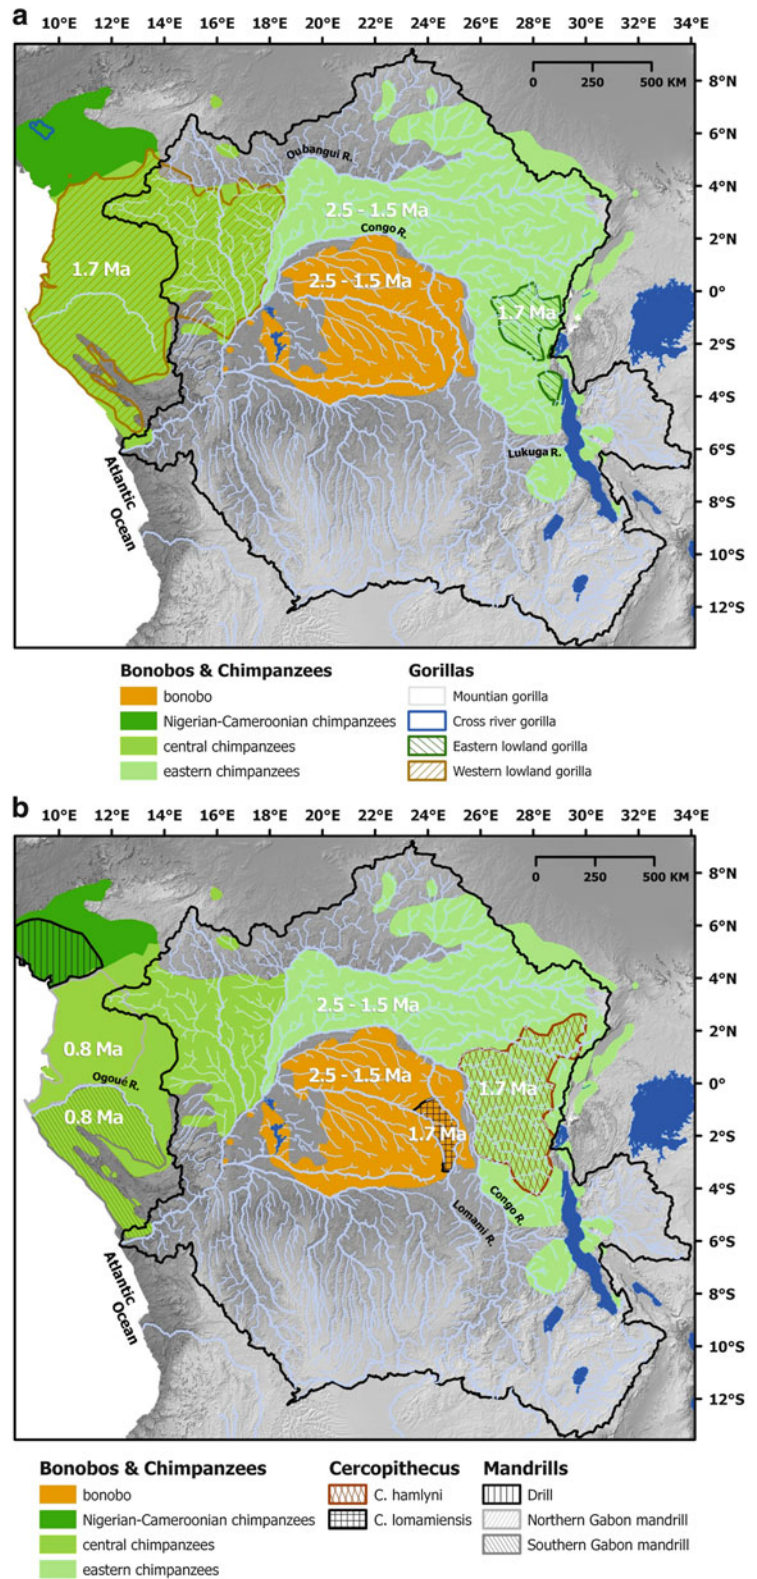 a
10°E 12°E 14°E 16°E 18°E 20°E 22°E 24°E 26°E 28°E 30°E 32°E 34°E
0 250 500 KM
8°N
6°N
Oubangui R.
4°N
2.5 - 1.5 Ma
Congo R.
2°N
1.7 Ma
2.5 - 1.5 Ma
0°
1.7 Ma
2°S
4°S
Lukuga R.
6°S
Atlantic
Ocean
8°S
10°S
12°S
Bonobos & Chimpanzees
bonobo
Nigerian-Cameroonian chimpanzees
central chimpanzees
eastern chimpanzees
Gorillas
Mountian gorilla
Cross river gorilla
Eastern lowland gorilla
Western lowland gorilla
b
10°E 12°E 14°E 16°E 18°E 20°E 22°E 24°E 26°E 28°E 30°E 32°E 34°E
0 250 500 KM
8°N
6°N
4°N
2.5 - 1.5 Ma
2°N
0.8 Ma
Ogoué R.
2.5 - 1.5 Ma
1.7 Ma
0°
0.8 Ma
1.7 Ma
2°S
4°S
Congo R.
Lomami R.
6°S
Atlantic
Ocean
8°S
10°S
12°S
Bonobos & Chimpanzees
bonobo
Nigerian-Cameroonian chimpanzees
central chimpanzees
eastern chimpanzees
Cercopithecus
C. hamlyni
C. lomamiensis
Mandrills
Drill
Northern Gabon mandrill
Southern Gabon mandrill